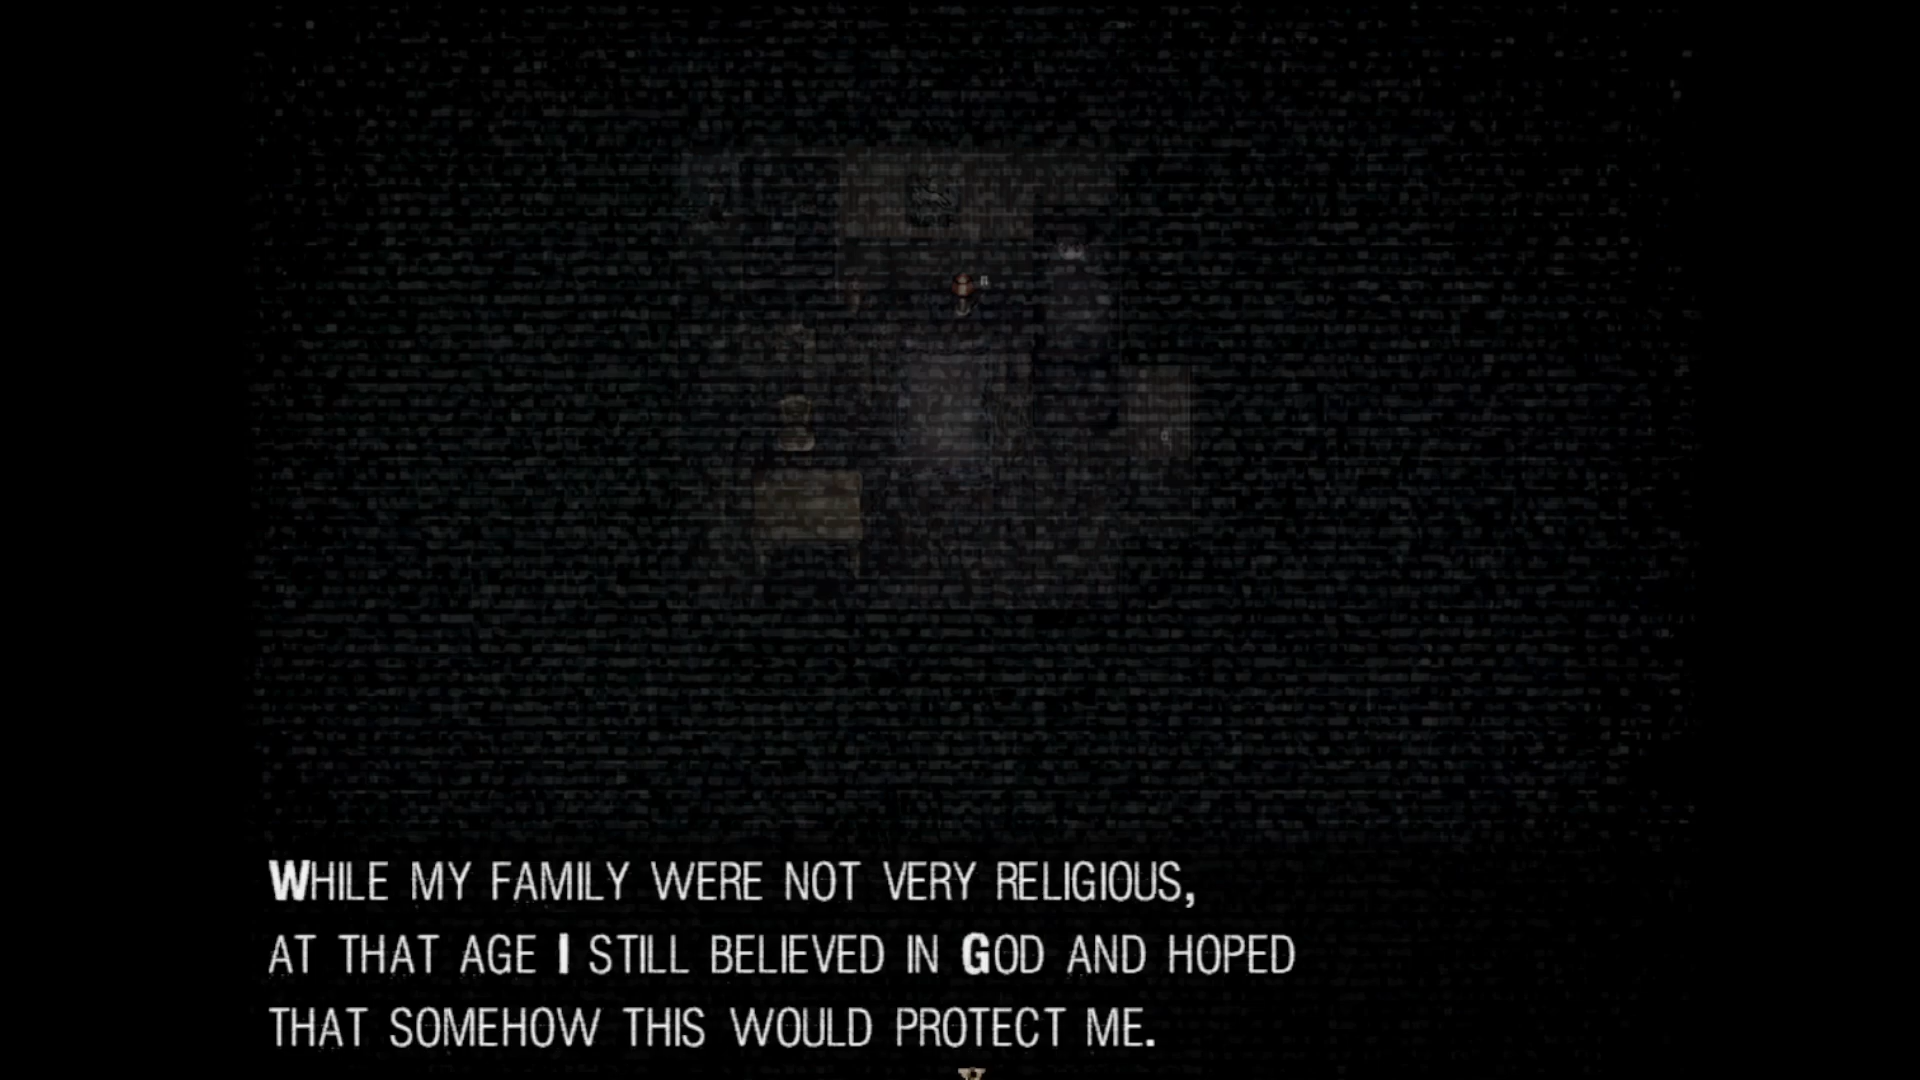 WHILE MY FAMILY WERE NOT VERY RELIGIOUS,
AT THAT AGE I STILL BELIEVED IN GOD AND HOPED
THAT SOMEHOW THIS WOULD PROTECT ME.